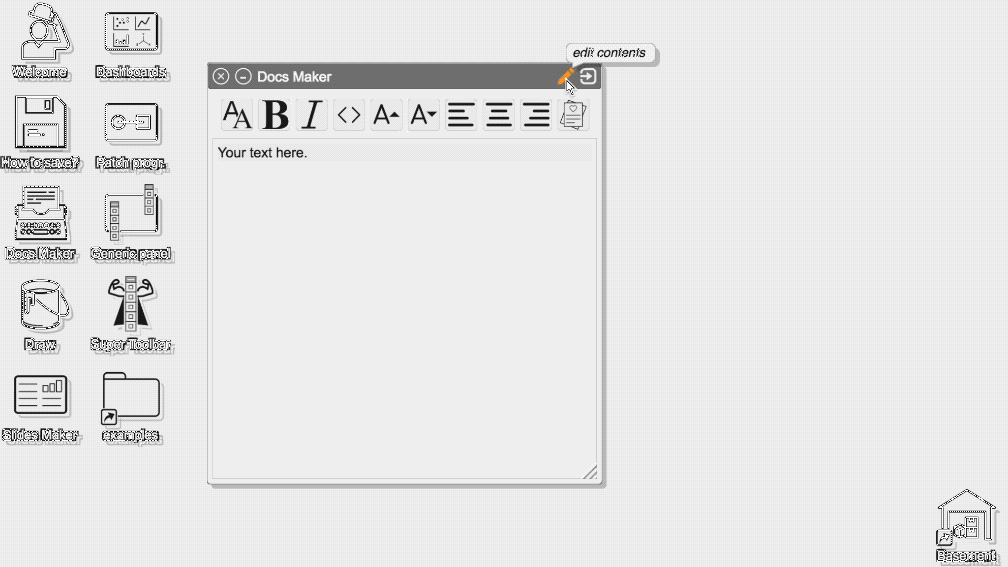 edit contents
Docs Maker
Your text here.
Welcome
Dashboards
How to save?
Patch progr.
Docs Maker
Generic panel
Draw
Super Toolbar
Slides Maker
examples
Basement